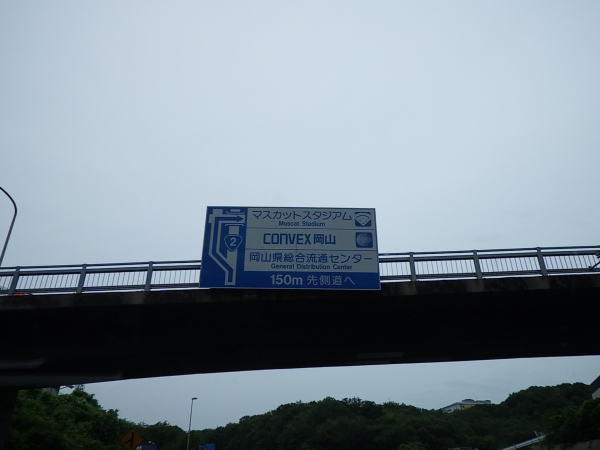 マスカットスタジアム
Muscat Stadium
2
CONVEX岡山
岡山県総合流通センター
General Distribution Center
150m 先側道へ